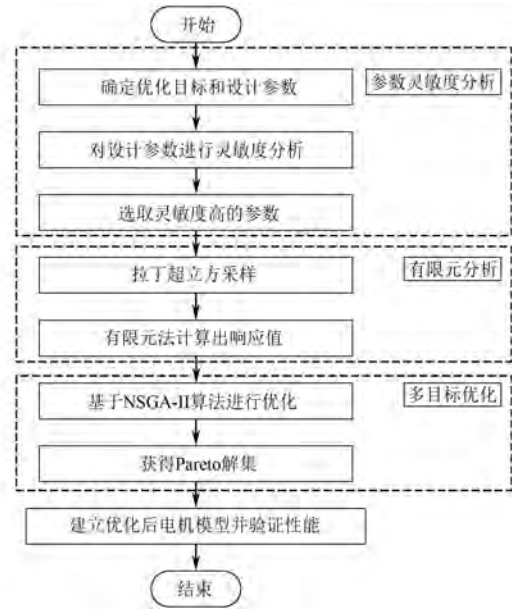 开始
确定优化目标和设计参数
参数灵敏度分析
对设计参数进行灵敏度分析
选取灵敏度高的参数
拉丁超立方采样
有限元分析
有限元法计算出响应值
基于NSGA-II算法进行优化
多目标优化
获得Pareto解集
建立优化后电机模型并验证性能
结束